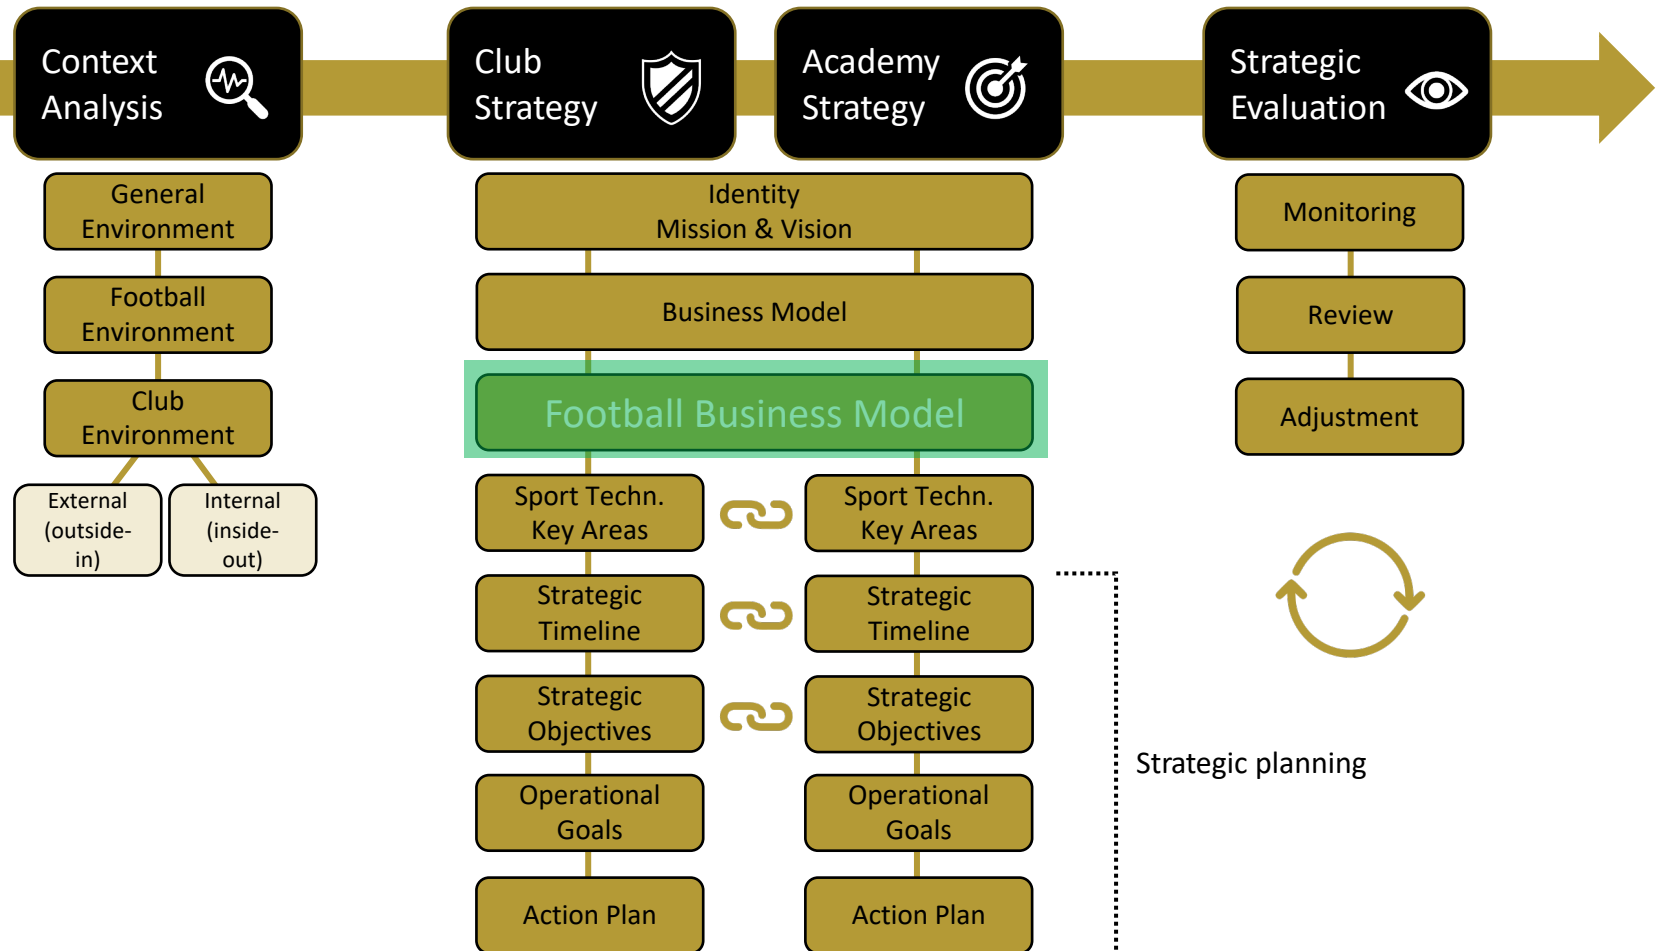 Context
Analysis
Club
Strategy
Academy
Strategy
Strategic
Evaluation
General
Environment
Football
Environment
Club
Environment
External
(outside-
in)
Internal
(inside-
out)
Identity
Mission & Vision
Business Model
Football Business Model
Sport Techn.
Key Areas
Sport Techn.
Key Areas
Strategic
Timeline
Strategic
Timeline
Strategic
Objectives
Strategic
Objectives
Operational
Goals
Operational
Goals
Action Plan
Action Plan
Strategic planning
Monitoring
Review
Adjustment